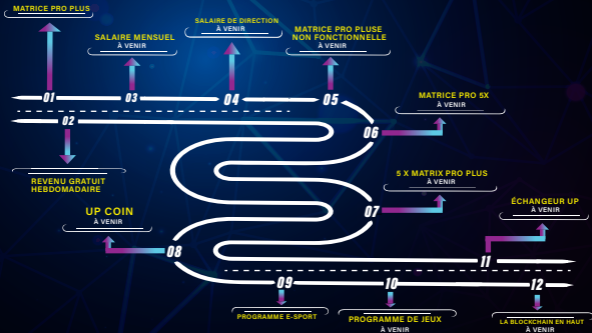 MATRICE PRO PLUS
SALAIRE MENSUEL
À VENIR
SALAIRE DE DIRECTION
À VENIR
MATRICE PRO PLUSE
NON FONCTIONNELLE
À VENIR
01
03
04
05
02
06
MATRICE PRO 5X
À VENIR
REVENU GRATUIT
HEBDOMADAIRE
5 X MATRIX PRO PLUS
À VENIR
UP COIN
À VENIR
07
ÉCHANGEUR UP
À VENIR
08
11
09
10
12
PROGRAMME E-SPORT
PROGRAMME DE JEUX
À VENIR
LA BLOCKCHAIN EN HAUT
À VENIR